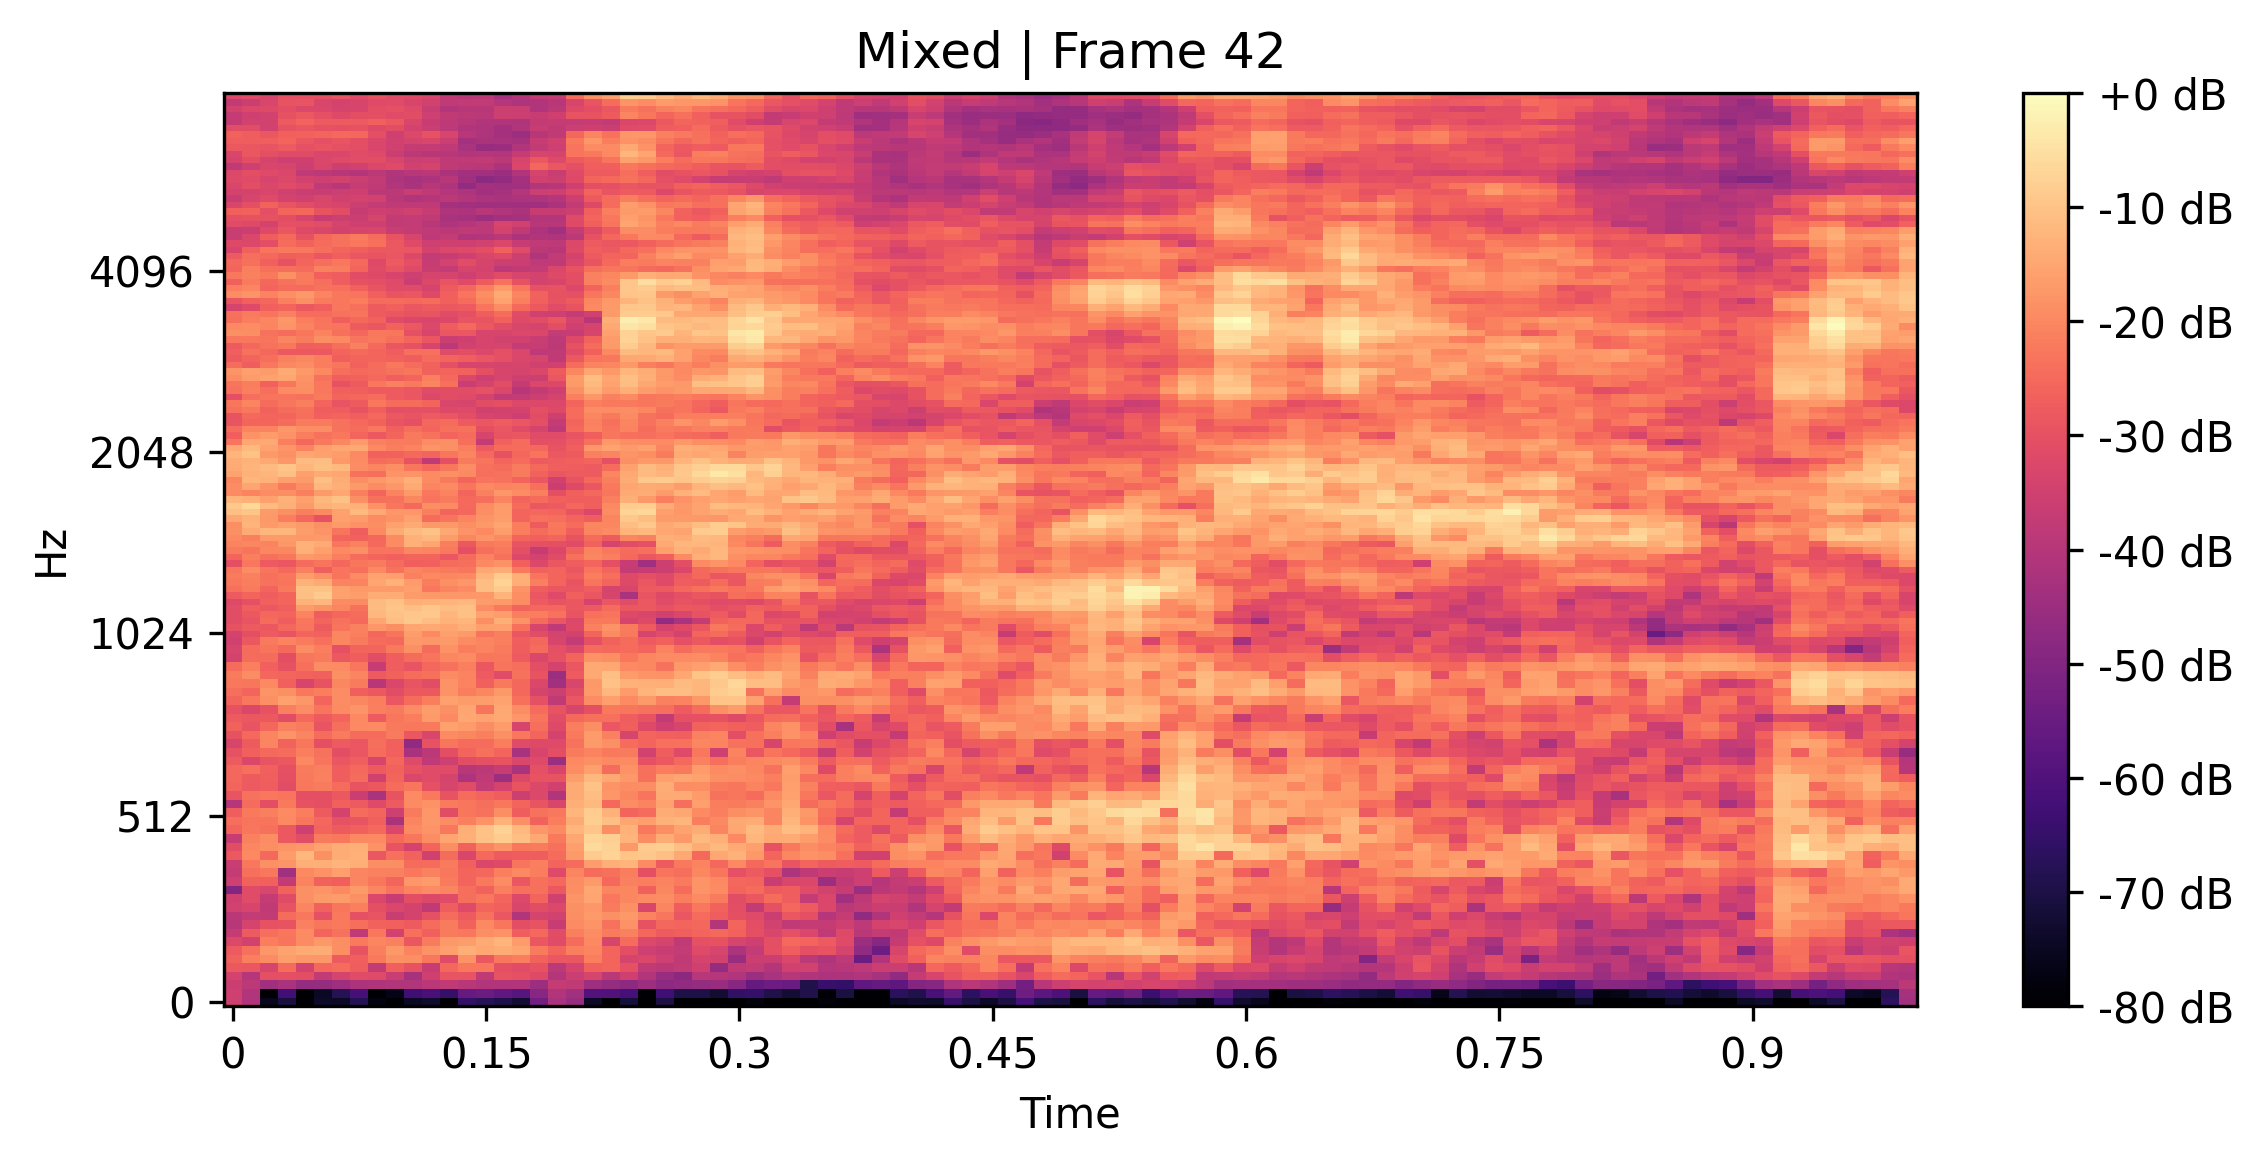 Mixed | Frame 42
+0 dB
-10 dB
-20 dB
-30 dB
-40 dB
-50 dB
-60 dB
-70 dB
-80 dB
Hz
4096
2048
1024
512
0
0 0.15 0.3 0.45 0.6 0.75 0.9
Time